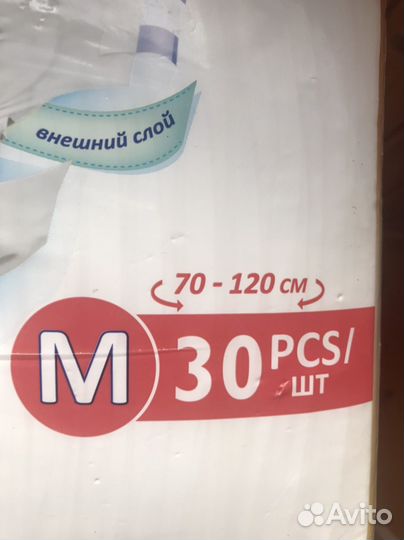 внешний слой
70 - 120 см
M 30 PCS/
ШТ
Avito